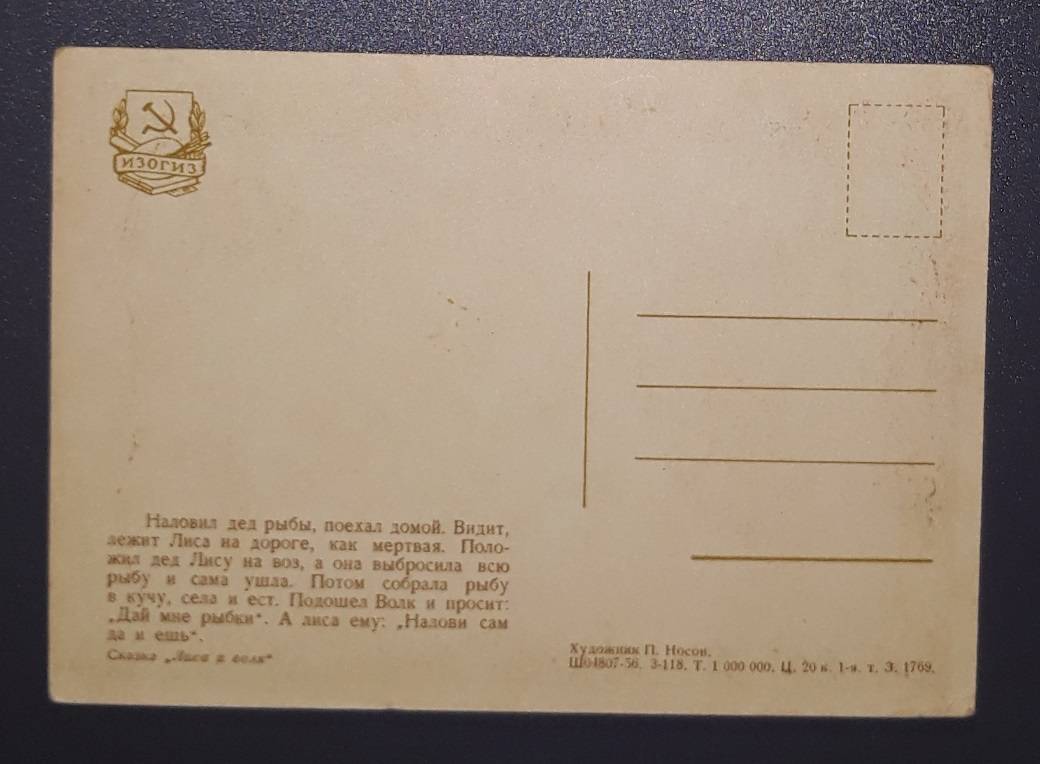 ИЗОГИЗ
Наловил дед рыбы, поехал домой. Видит,
лежит Лиса на дороге, как мертвая. Поло-
жил дед Лису на воз, а она выбросила всю
рыбу и сама ушла. Потом собрала рыбу
в кучу, села и ест. Подошел Волк и просит:
„Дай мне рыбки“. А лиса ему: „Налови сам
да и ешь“.
Сказка „Лиса и волк“
Художник П. Носов.
Ш04807-56. 3-118. Т. 1 000 000. Ц. 20 к. 1-я. т. З. 1769.